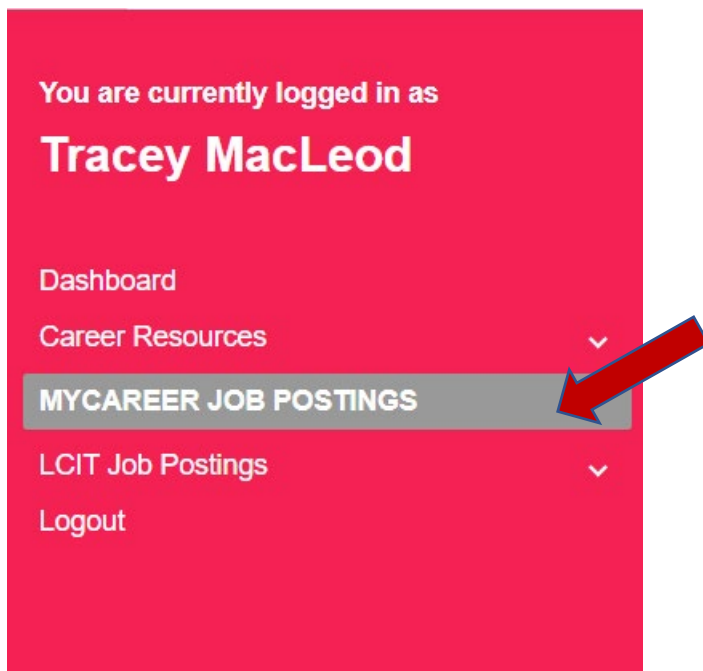 You are currently logged in as
Tracey MacLeod
Dashboard
Career Resources
MYCAREER JOB POSTINGS
LCIT Job Postings
Logout